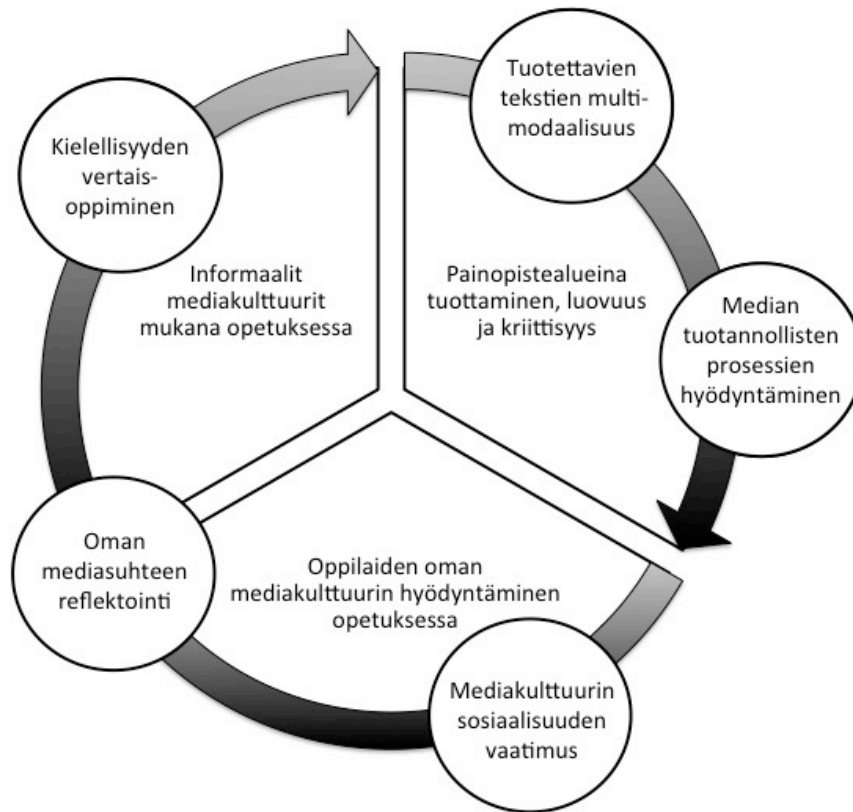 Tuotettavien
tekstien multi-
modaalisuus
Kielellisyyden
vertais-
oppiminen
Informaalit
mediakulttuurit
mukana opetuksessa
Painopistealueina
tuottaminen, luovuus
ja kriittisyys
Median
tuotannollisten
prosessien
hyödyntäminen
Oman
mediasuhteen
reflektointi
Oppilaiden oman
mediakulttuurin hyödyntäminen
opetuksessa
Mediakulttuurin
sosiaalisuuden
vaatimus